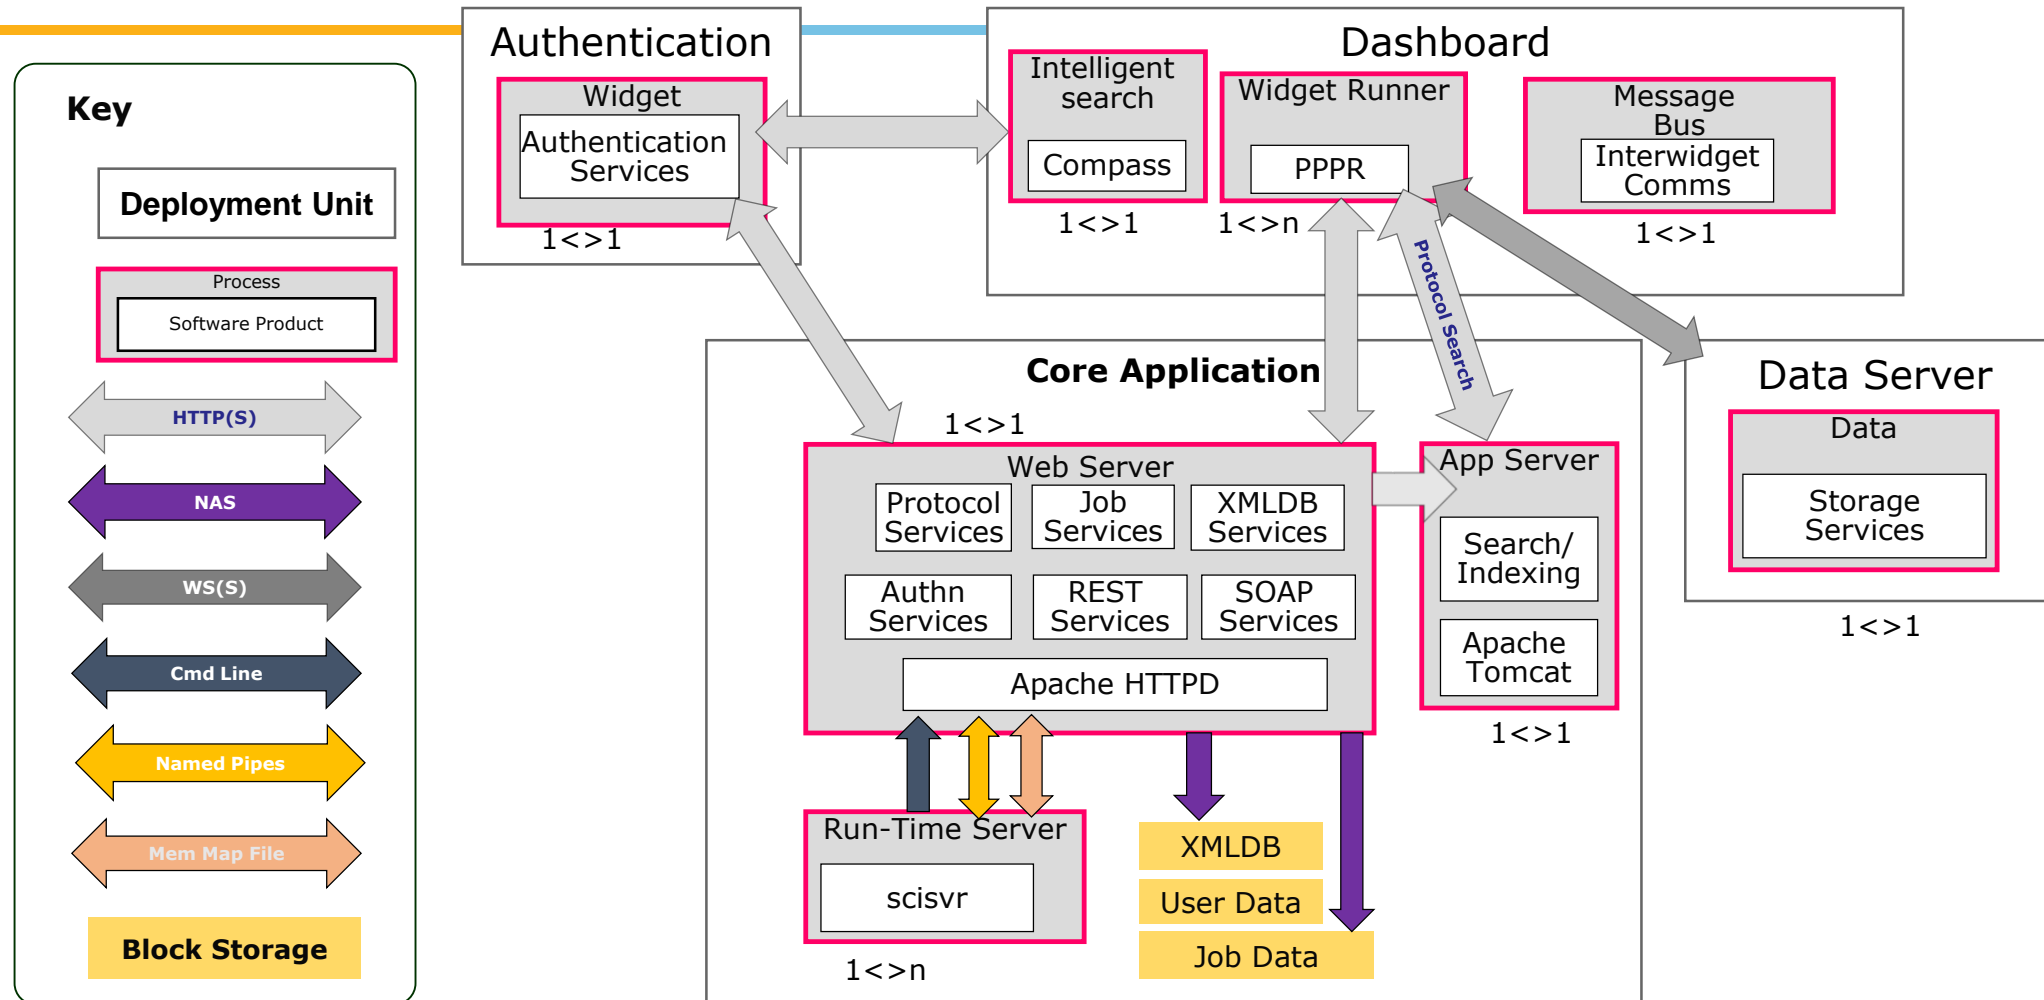 Authentication
Dashboard
Key
Deployment Unit
Process
Software Product
HTTP(S)
NAS
WS(S)
Cmd Line
Named Pipes
Mem Map File
Block Storage
Widget
Authentication
Services
1<>1
Intelligent
search
Compass
1<>1
Widget Runner
PPPR
1<>n
Message
Bus
Interwidget
Comms
1<>1
Protocol Search
Core Application
1<>1
Web Server
Protocol
Services
Job
Services
XMLDB
Services
Authn
Services
REST
Services
SOAP
Services
Apache HTTPD
App Server
Search/
Indexing
Apache
Tomcat
1<>1
Run-Time Server
scisvr
1<>n
XMLDB
User Data
Job Data
Data Server
Data
Storage
Services
1<>1